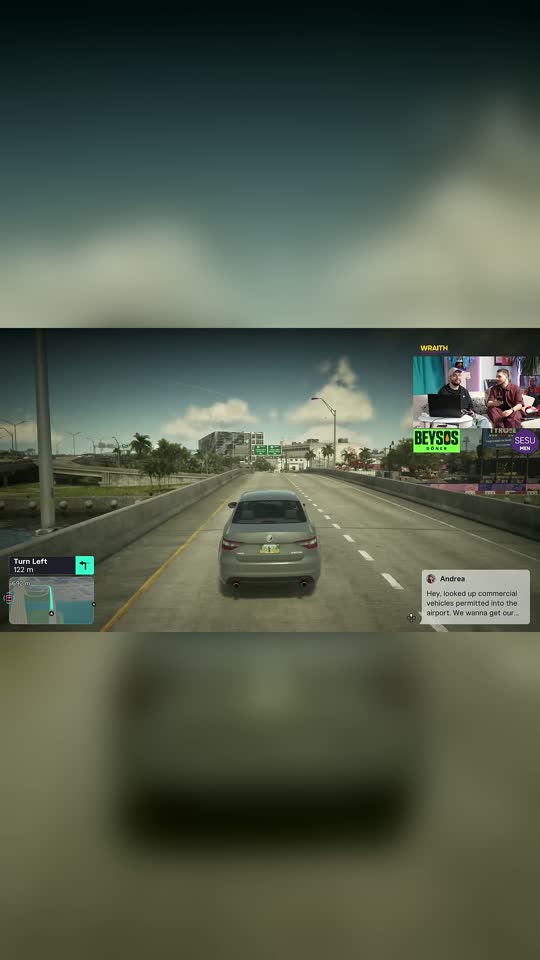 WRAITH
BEYSOS
DÖNER
SESU
MEN
Turn Left
122 m
Andrea
Hey, looked up commercial
vehicles permitted into the
airport. We wanna get our...